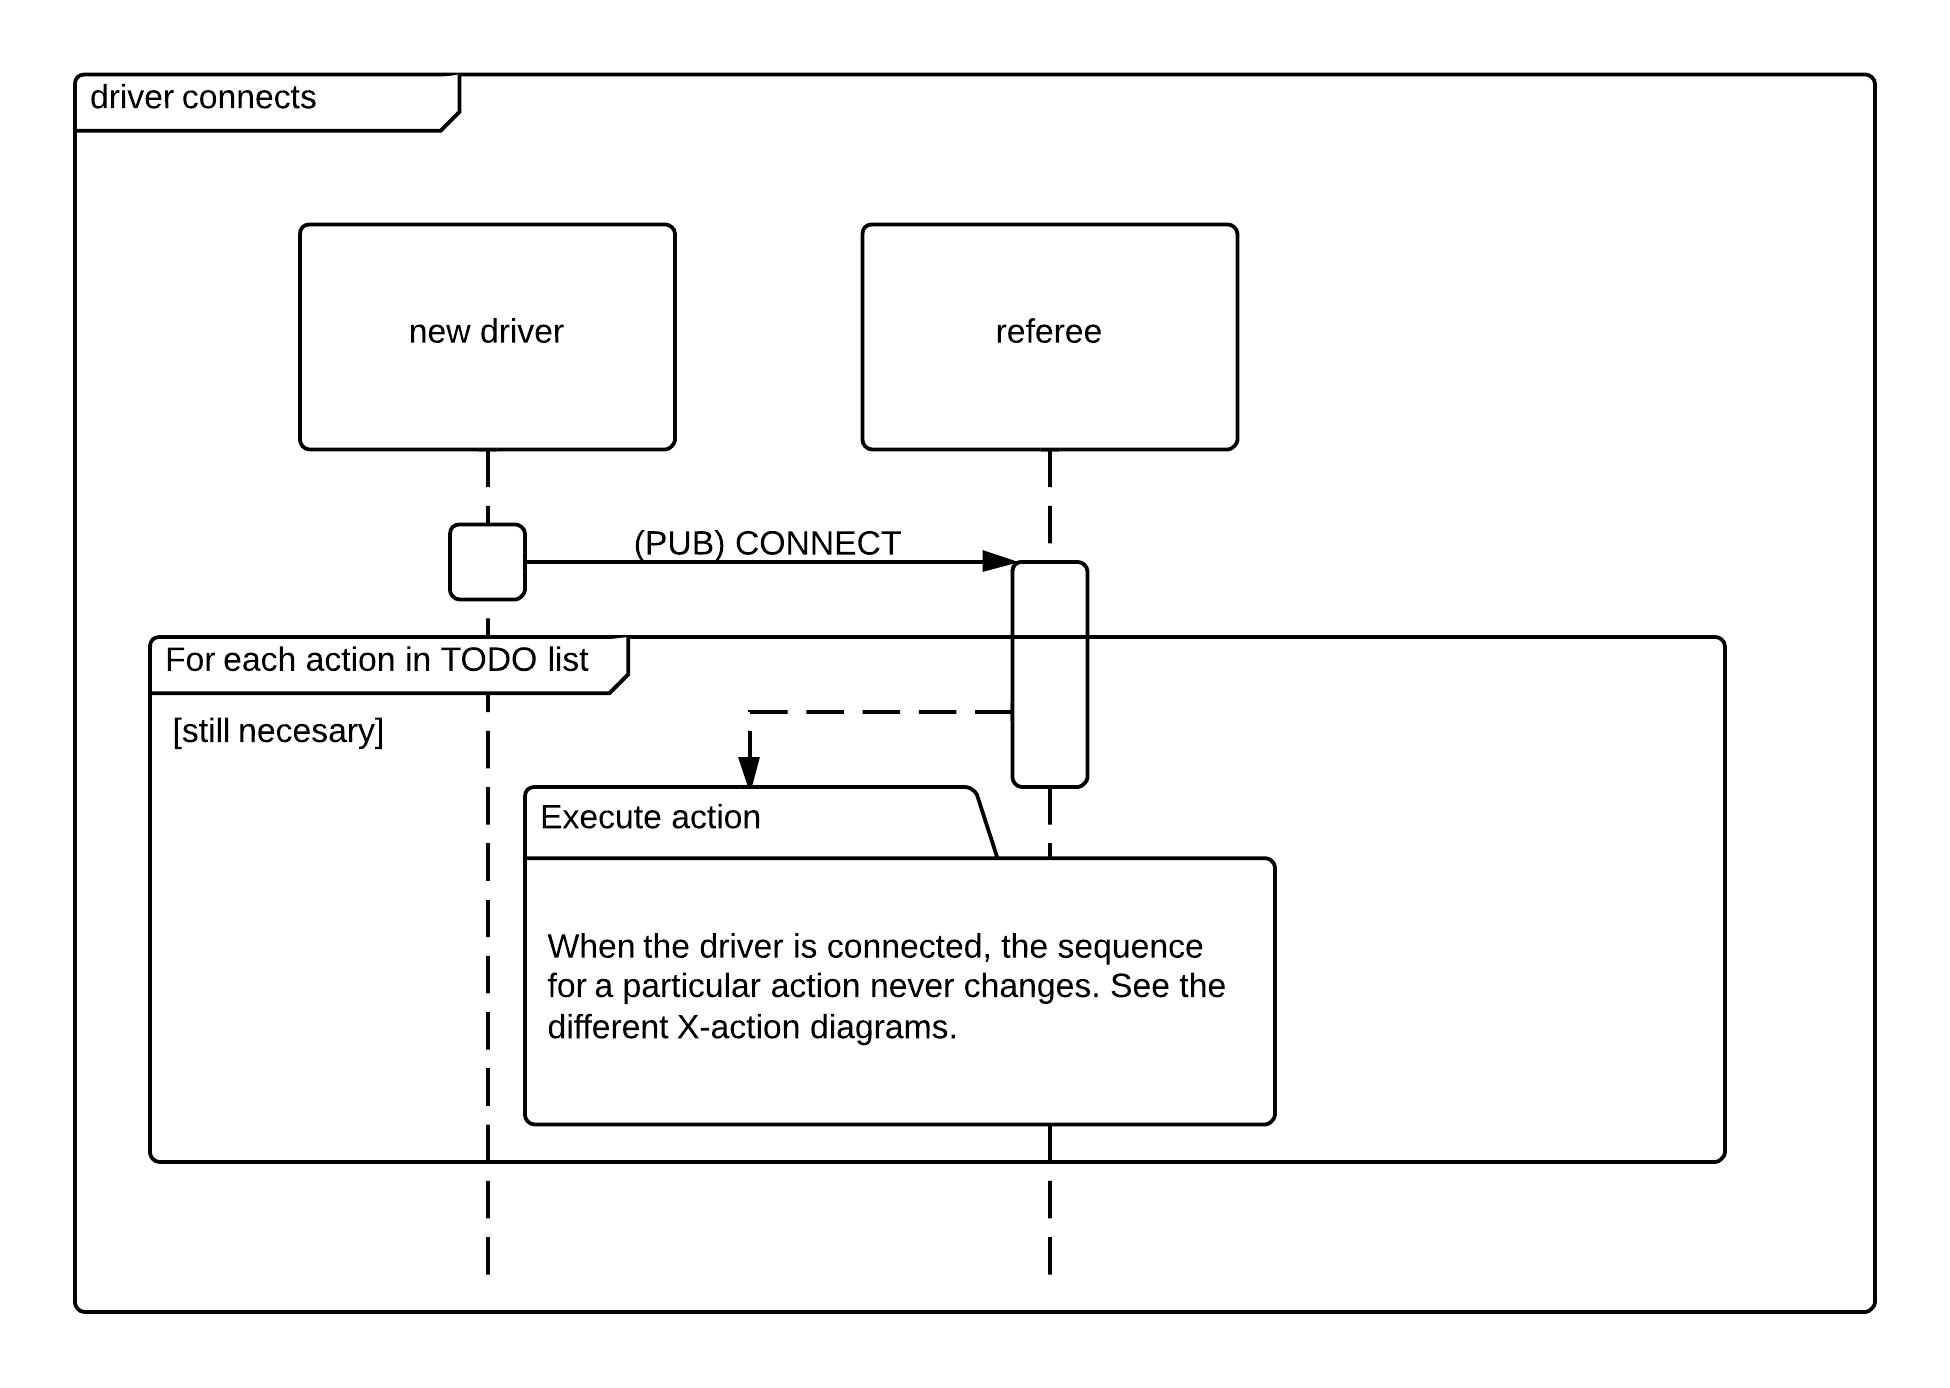 driver connects
new driver
referee
(PUB) CONNECT
For each action in TODO list
[still necesary]
Execute action
When the driver is connected, the sequence
for a particular action never changes. See the
different X-action diagrams.